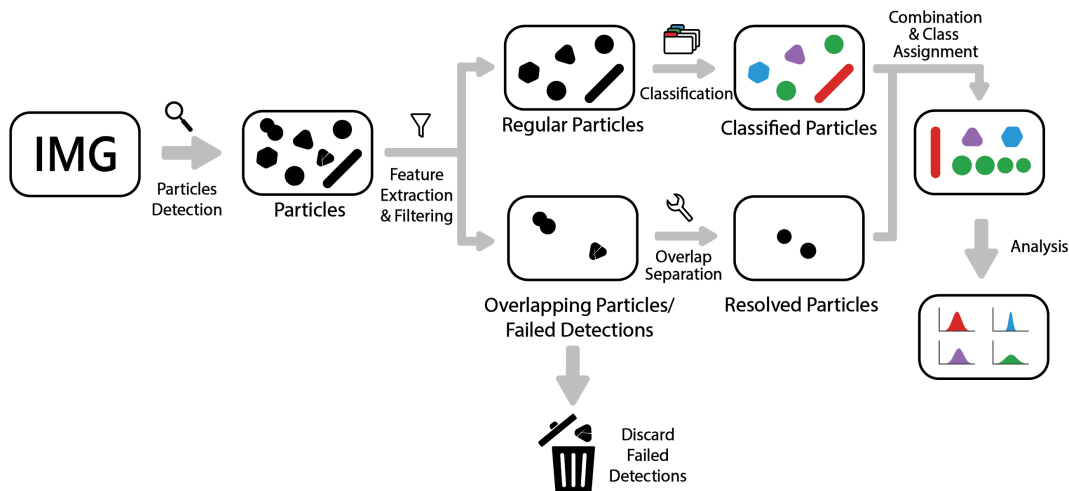 IMG
Particles
Detection
Particles
Feature
Extraction
& Filtering
Regular Particles
Classification
Classified Particles
Combination
& Class
Assignment
Overlapping Particles/
Failed Detections
Overlap
Separation
Resolved Particles
Analysis
Discard
Failed
Detections